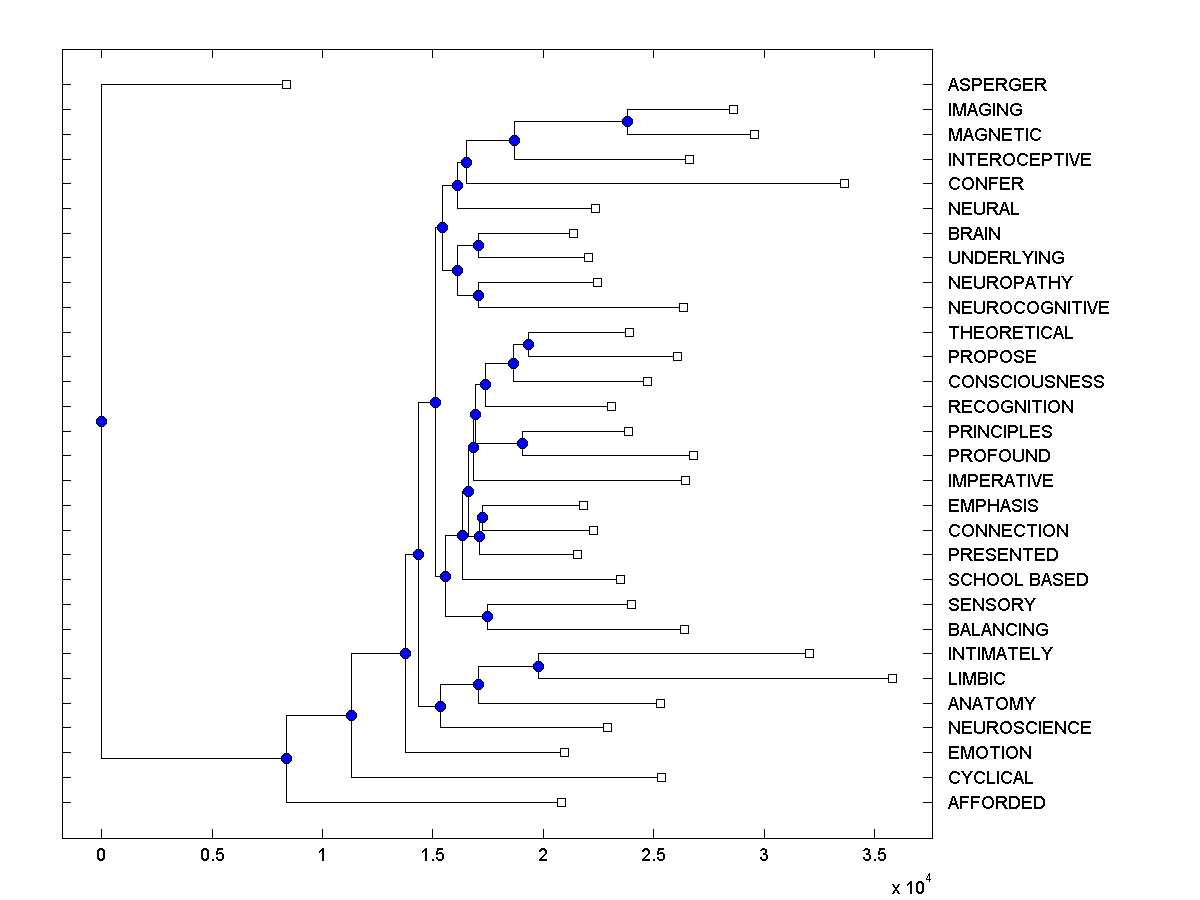 ASPERGER
IMAGING
MAGNETIC
INTEROCEPTIVE
CONFER
NEURAL
BRAIN
UNDERLYING
NEUROPATHY
NEUROCOGNITIVE
THEORETICAL
PROPOSE
CONSCIOUSNESS
RECOGNITION
PRINCIPLES
PROFOUND
IMPERATIVE
EMPHASIS
CONNECTION
PRESENTED
SCHOOL BASED
SENSORY
BALANCING
INTIMATELY
LIMBIC
ANATOMY
NEUROSCIENCE
EMOTION
CYCLICAL
AFFORDED
0 0.5 1 1.5 2 2.5 3 3.5
x 10^4